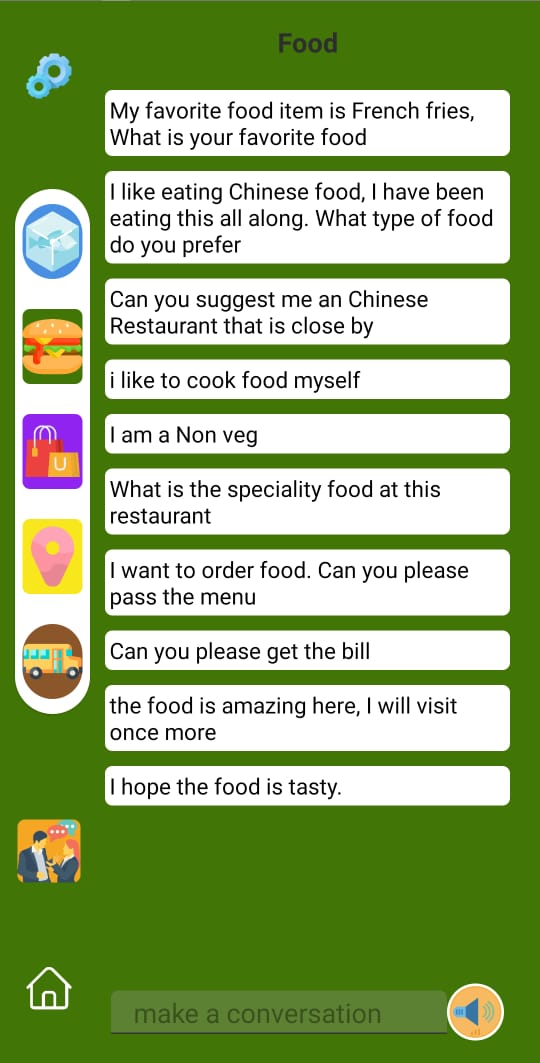 Food
My favorite food item is French fries,
What is your favorite food
I like eating Chinese food, I have been
eating this all along. What type of food
do you prefer
Can you suggest me an Chinese
Restaurant that is close by
i like to cook food myself
I am a Non veg
U
What is the speciality food at this
restaurant
I want to order food. Can you please
pass the menu
Can you please get the bill
the food is amazing here, I will visit
once more
I hope the food is tasty.
make a conversation